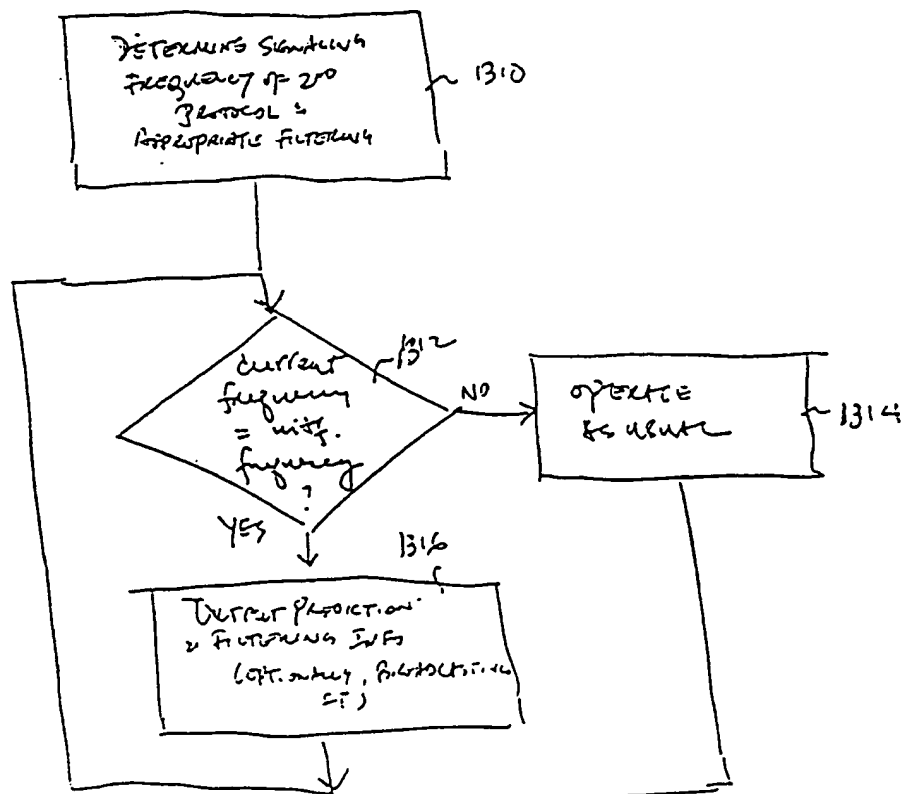 DETERMINE SIGNALING
FREQUENCY OF 2ND
PROTOCOL &
APPROPRIATE FILTERING
1310
current
frequency
= intf.
frequency
?
1312
NO
OPERATE
AS USUAL
1314
YES
1316
OUTPUT PREDICTION
& FILTERING INFO
(OPTIONALLY, BROADCASTING
IT)